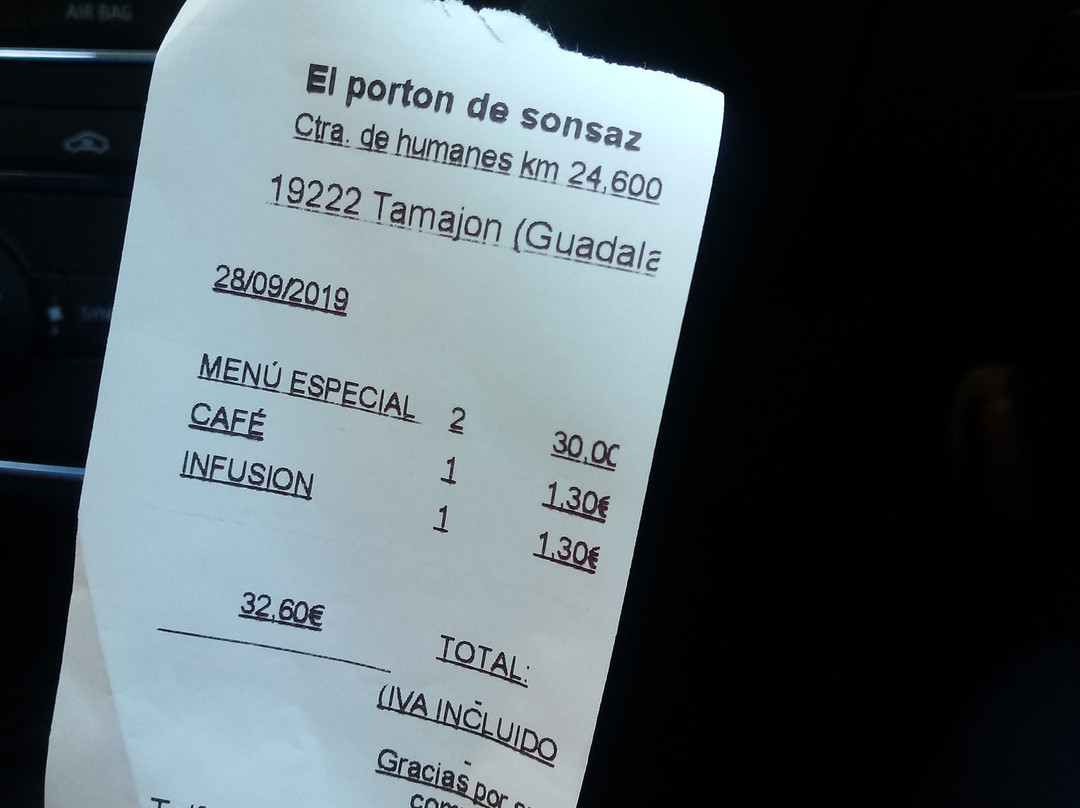 AIR BAG
El porton de sonsaz
Ctra. de humanes km 24,600
19222 Tamajon (Guadala
28/09/2019
MENÚ ESPECIAL 2 30,00
CAFÉ 1 1,30€
INFUSION 1 1,30€
32,60€
TOTAL:
(IVA INCLUIDO
Gracias por